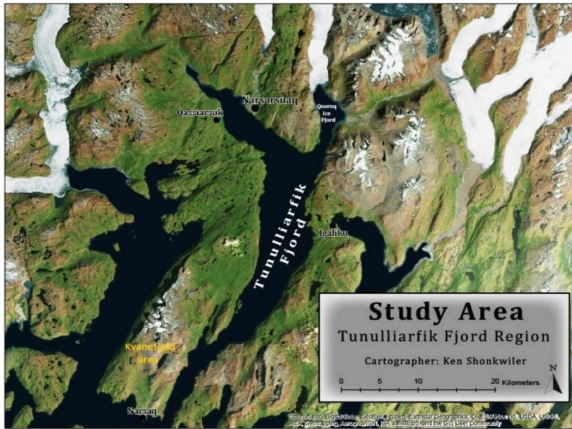 Narsarsuaq
Qooroq
Ice
Fjord
Tunulliarfik
Fjord
Igaliku
Kvanefjeld
area
Narsaq
Study Area
Tunulliarfik Fjord Region
Cartographer: Ken Shonkwiler
0 5 10 20 Kilometers
N